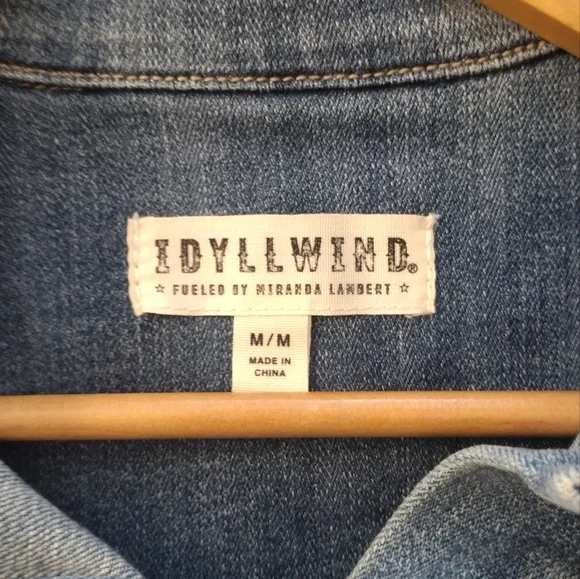 IDYLLWIND®
☆ FUELED BY MIRANDA LAMBERT ☆
M/M
MADE IN
CHINA